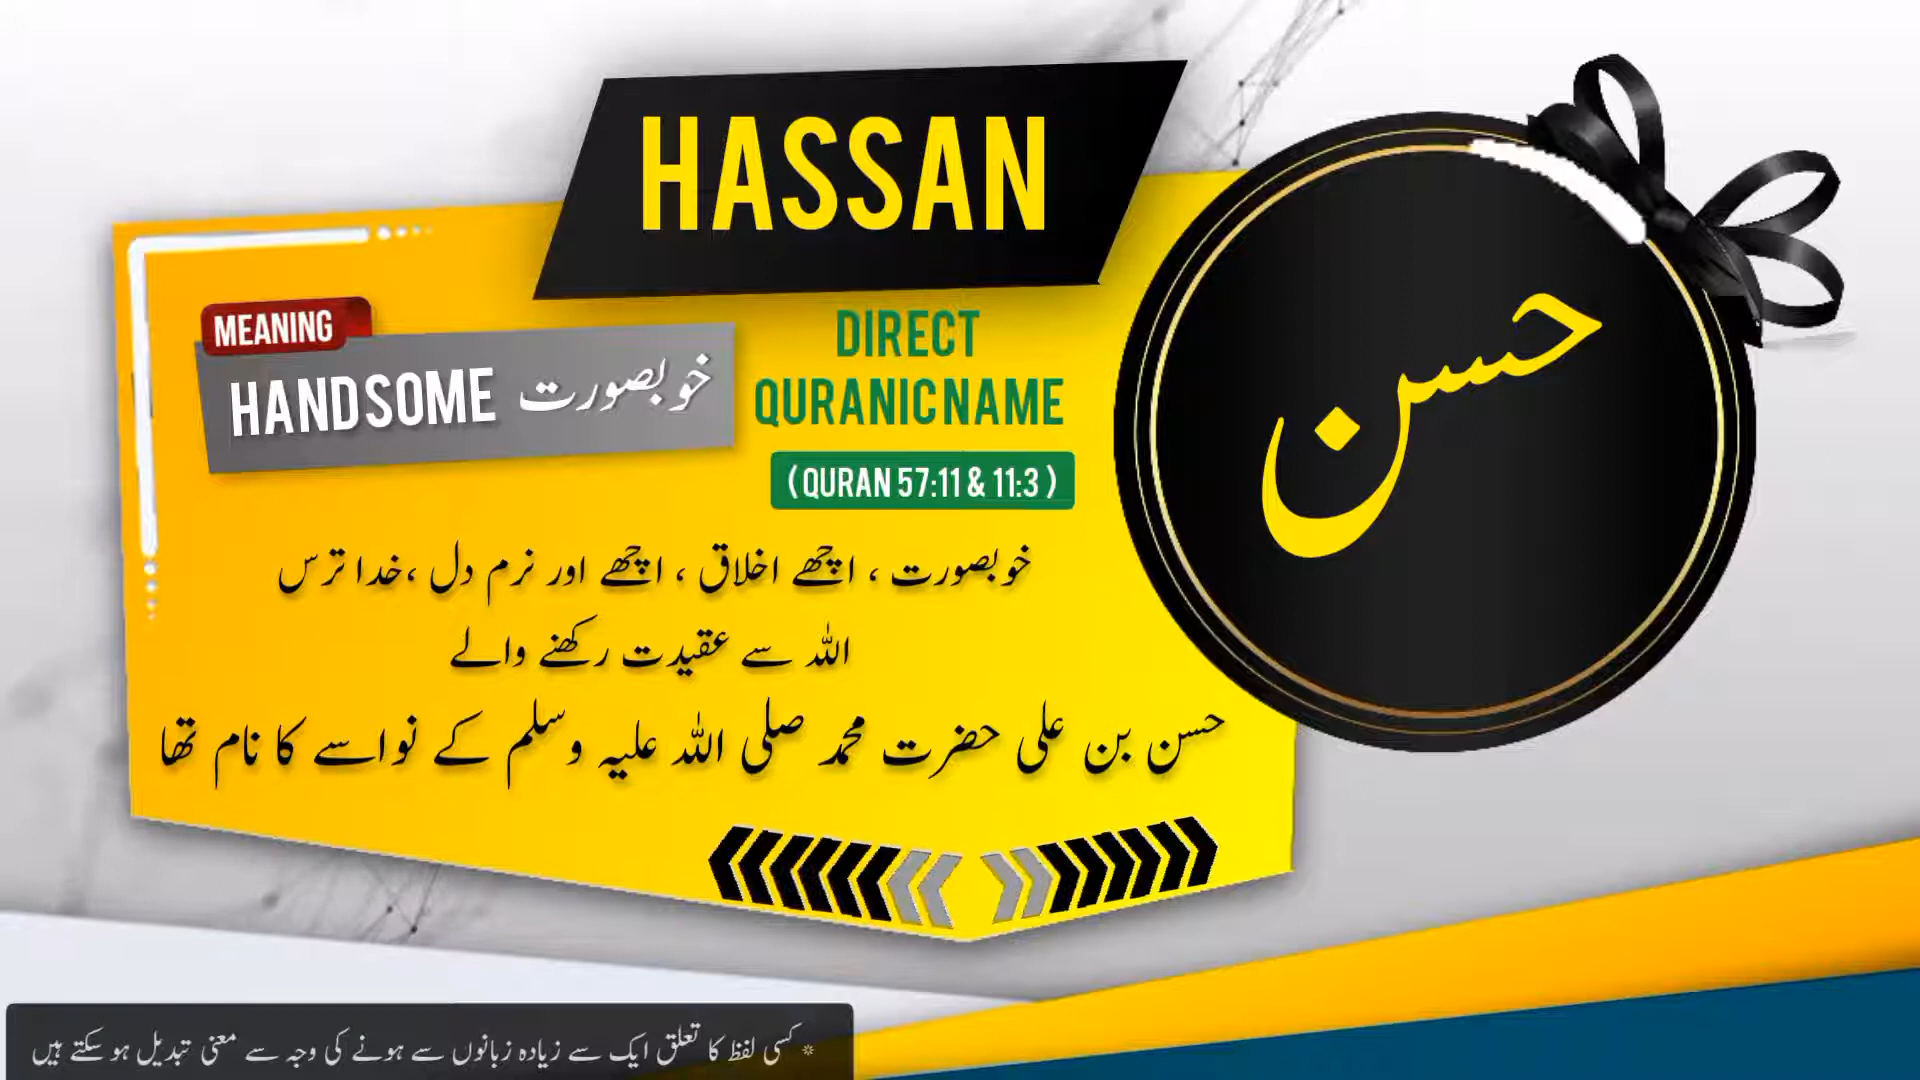 HASSAN
حسن
MEANING
HANDSOME خوبصورت
DIRECT
QURANIC NAME
( QURAN 57:11 & 11:3 )
خوبصورت ، اچھے اخلاق ، اچھے اور نرم دل ،خدا ترس
اللہ سے عقیدت رکھنے والے
حسن بن علی حضرت محمد صلی اللہ علیہ وسلم کے نواسے کا نام تھا
* کسی لفظ کا تعلق ایک سے زیادہ زبانوں سے ہونے کی وجہ سے معنی تبدیل ہو سکتے ہیں